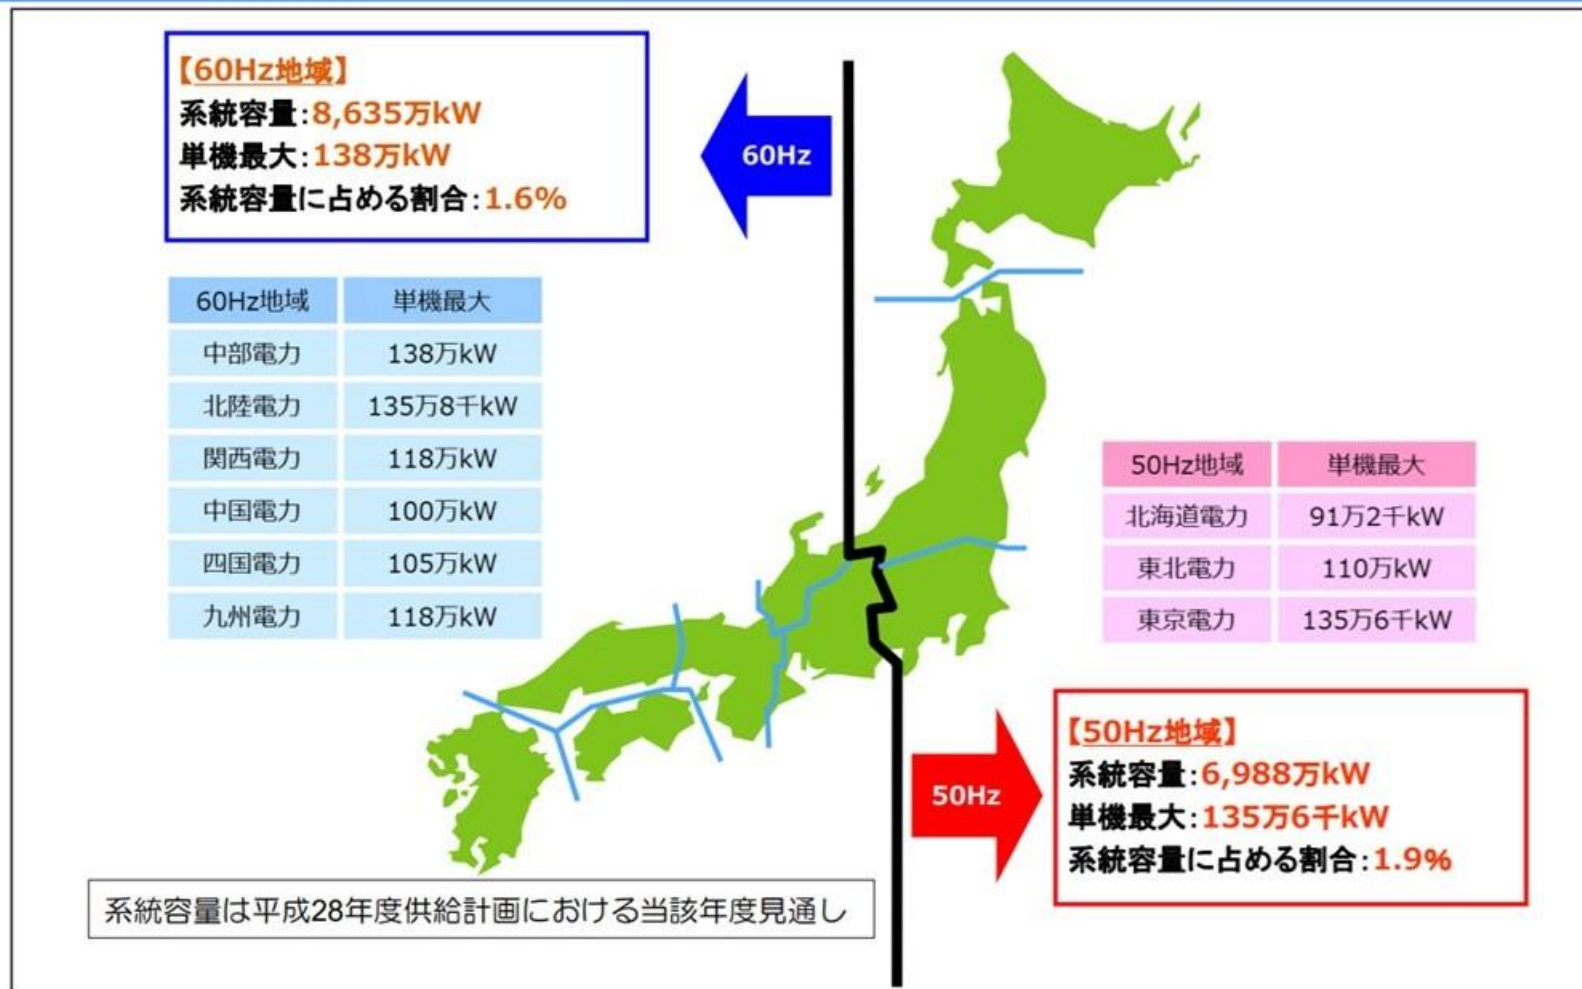 【60Hz地域】
系統容量:8,635万kW
単機最大:138万kW
系統容量に占める割合:1.6%
60Hz
60Hz地域 単機最大
中部電力 138万kW
北陸電力 135万8千kW
関西電力 118万kW
中国電力 100万kW
四国電力 105万kW
九州電力 118万kW
50Hz地域 単機最大
北海道電力 91万2千kW
東北電力 110万kW
東京電力 135万6千kW
50Hz
【50Hz地域】
系統容量:6,988万kW
単機最大:135万6千kW
系統容量に占める割合:1.9%
系統容量は平成28年度供給計画における当該年度見通し